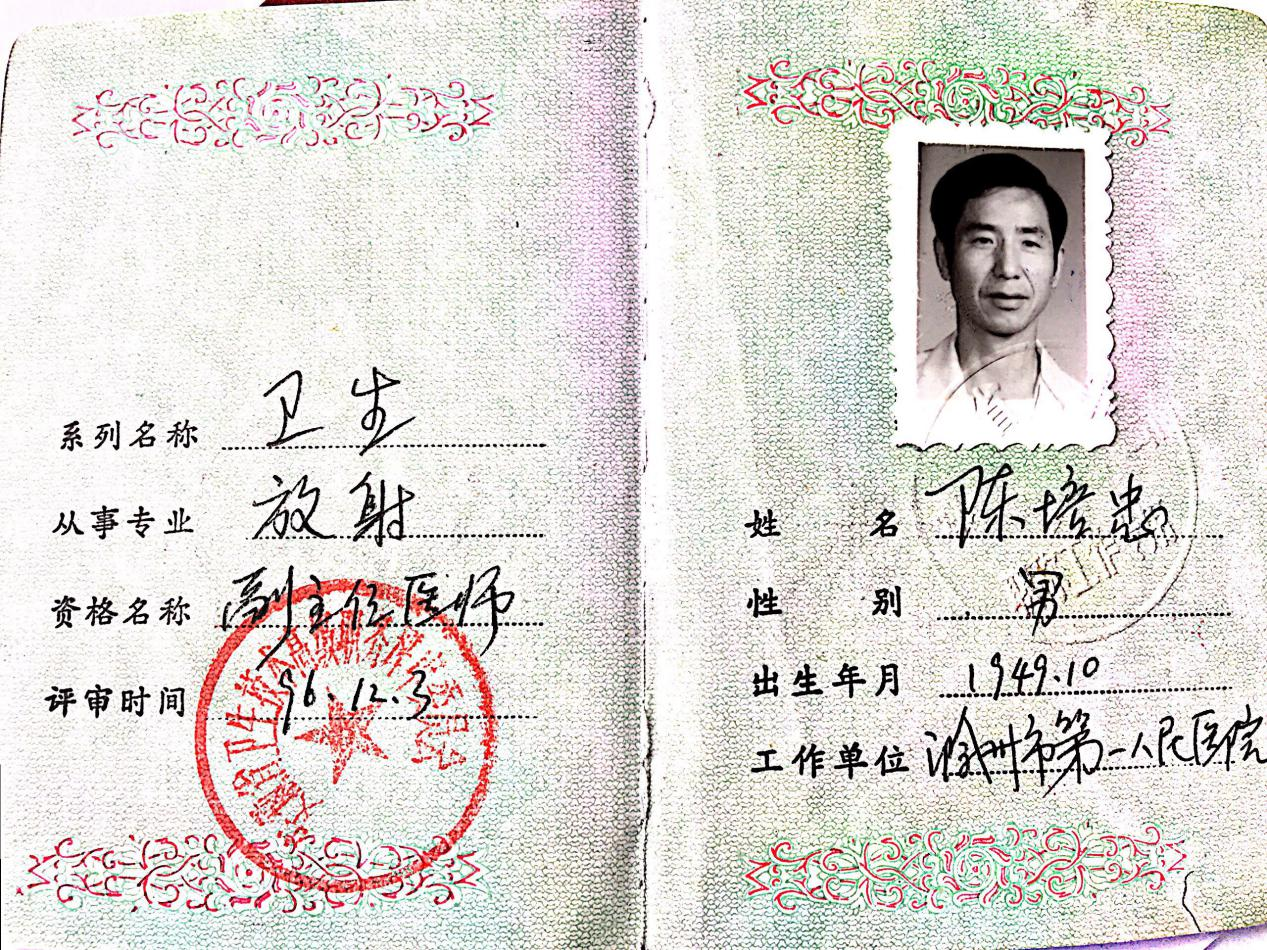 系列名称 卫生
从事专业 放射
资格名称 副主任医师
评审时间 96.12.3
姓名 陈培忠
性别 男
出生年月 1949.10
工作单位 滁州市第一人民医院